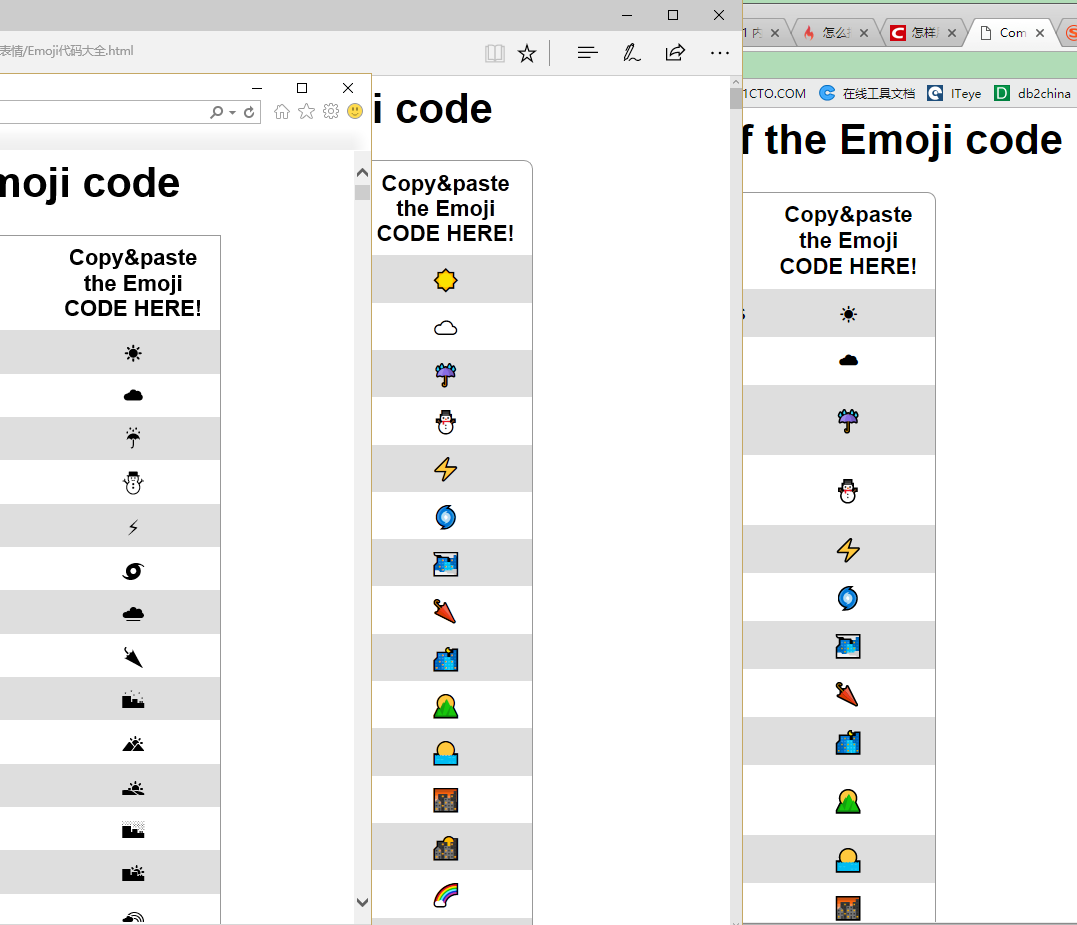 表情/Emoji代码大全.html
1 内
怎么
怎样
Com
1CTO.COM
在线工具文档
ITeye
db2china
i code
f the Emoji code
moji code
Copy&paste
the Emoji
CODE HERE!
Copy&paste
the Emoji
CODE HERE!
Copy&paste
the Emoji
CODE HERE!